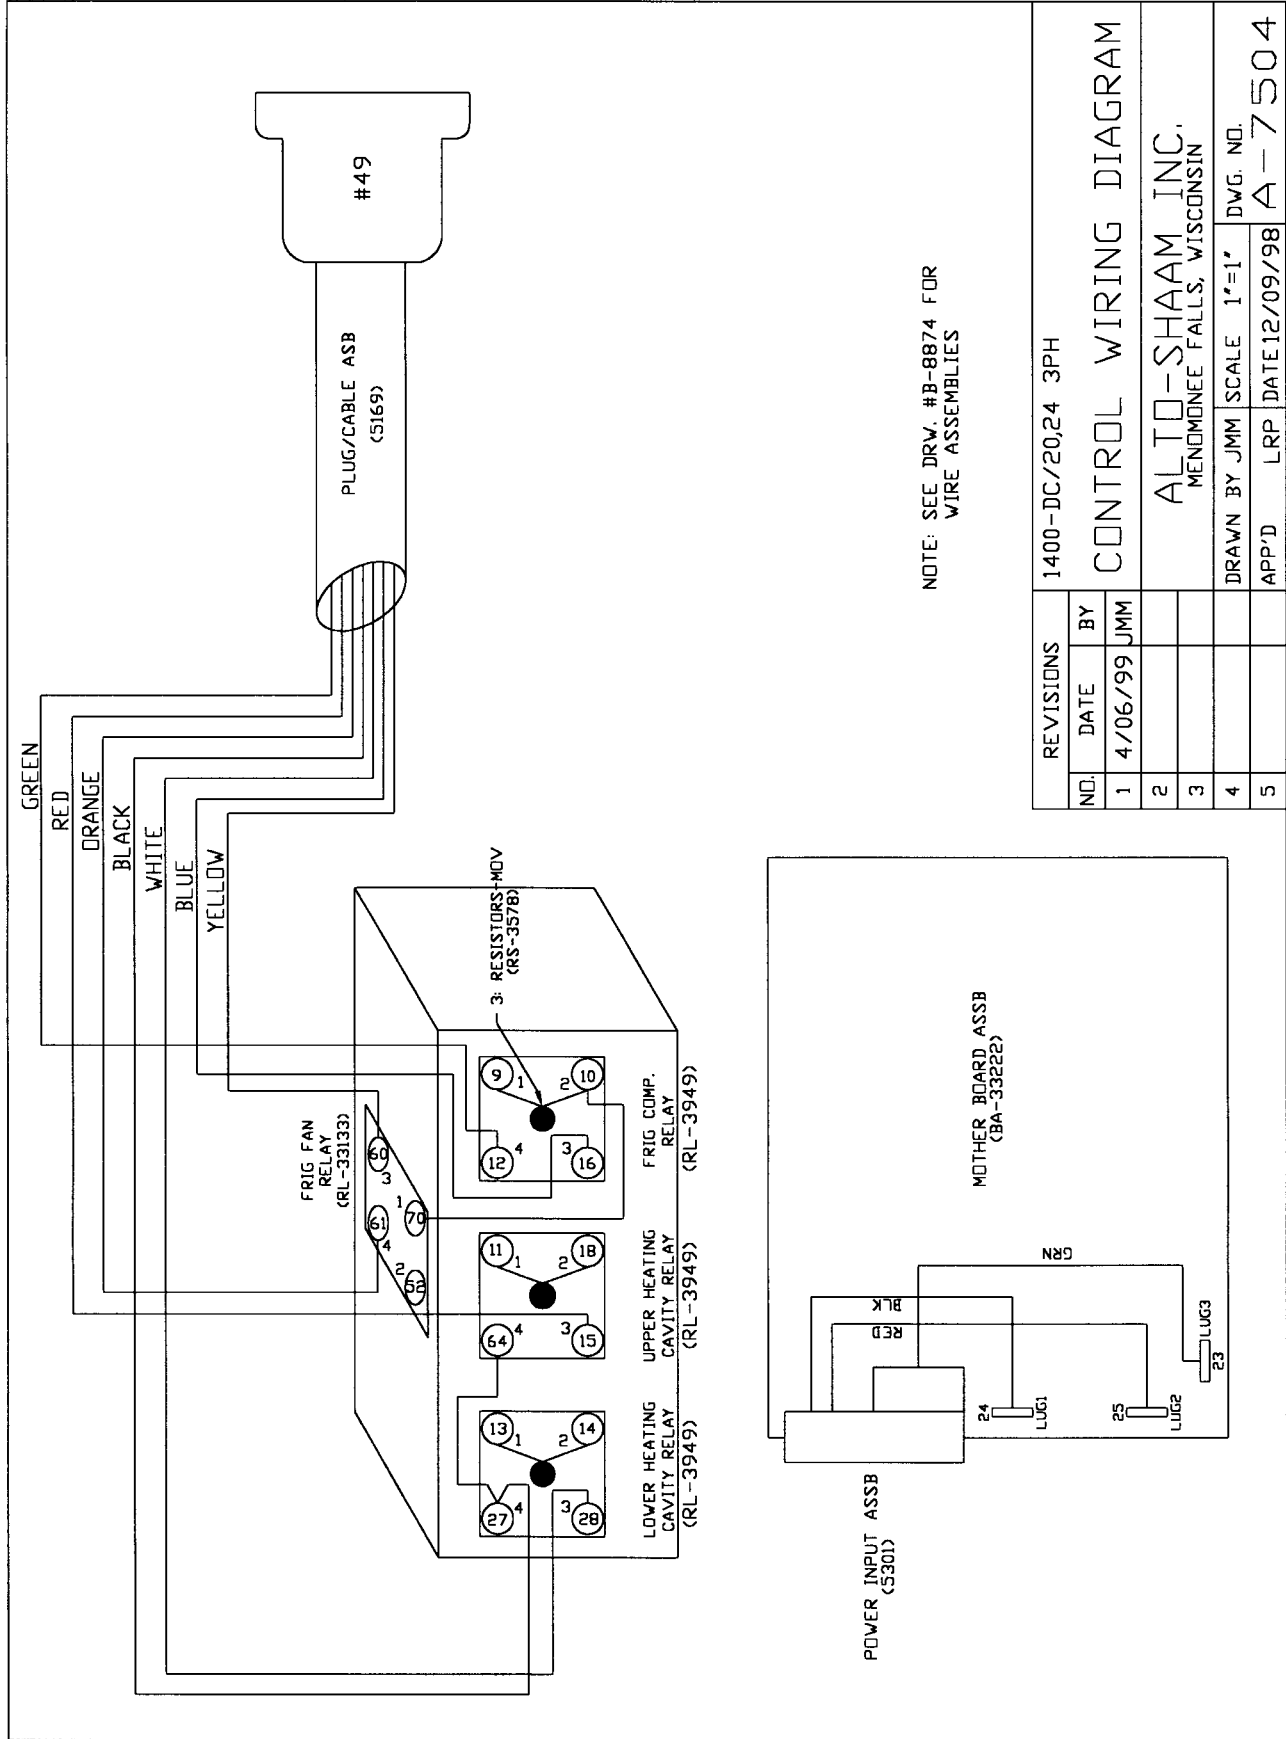 GREEN
RED
ORANGE
BLACK
WHITE
BLUE
YELLOW
#49
PLUG/CABLE ASB
(5169)
FRIG FAN
RELAY
(RL-33133)
60
3
61
4
1
70
2
52
3: RESISTORS-MOV
(RS-3578)
9
1
2
10
12
4
3
16
FRIG COMP.
RELAY
(RL-3949)
11
1
2
18
64
4
3
15
UPPER HEATING
CAVITY RELAY
(RL-3949)
13
1
2
14
27
4
3
28
LOWER HEATING
CAVITY RELAY
(RL-3949)
POWER INPUT ASSB
(5301)
BLK
RED
GRN
24
LUG1
25
LUG2
23
LUG3
MOTHER BOARD ASSB
(BA-33222)
NOTE: SEE DRW. #B-8874 FOR
WIRE ASSEMBLIES
REVISIONS
NO. DATE BY
1 4/06/99 JMM
2
3
4
5
1400-DC/20,24 3PH
CONTROL WIRING DIAGRAM
ALTO-SHAAM INC.
MENOMONEE FALLS, WISCONSIN
DRAWN BY JMM SCALE 1"=1" DWG. NO.
APP'D LRP DATE 12/09/98 A-7504